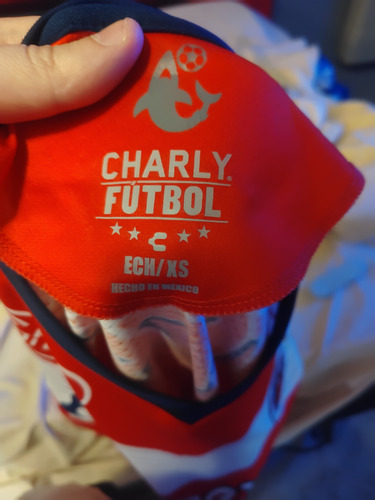 CHARLY.
FÚTBOL
ECH/XS
HECHO EN MÉXICO